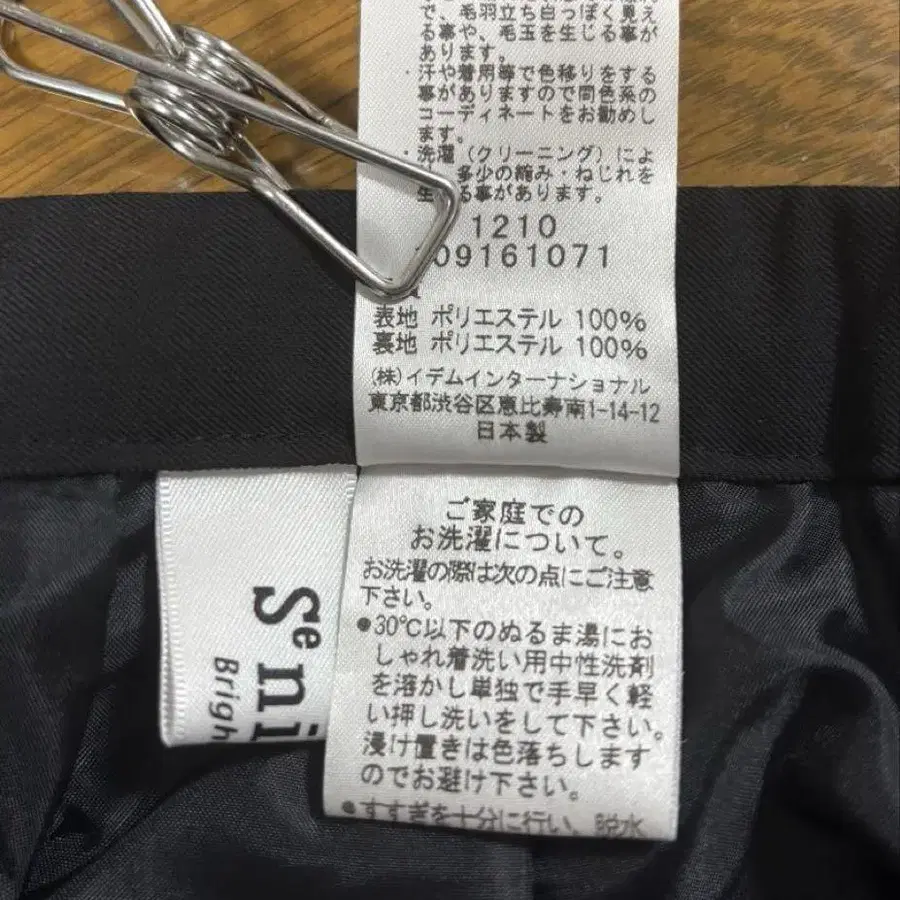 で、毛羽立ち白っぽく見え
る事や、毛玉を生じる事が
あります。
・汗や着用等で色移りをする
事がありますので同色系の
コーディネートをお勧めし
ます。
・洗濯（クリーニング）によ
多少の縮み・ねじれを
生る事があります。
1210
09161071
表地 ポリエステル 100%
裏地 ポリエステル 100%
(株)イデムインターナショナル
東京都渋谷区恵比寿南1-14-12
日本製
ご家庭での
お洗濯について。
お洗濯の際は次の点にご注意
下さい。
●30℃以下のぬるま湯にお
しゃれ着洗い用中性洗剤
を溶かし単独で手早く軽
い押し洗いをして下さい。
浸け置きは色落ちします
のでお避け下さい。
●すすぎを十分に行い、脱水
Seni
Brigh